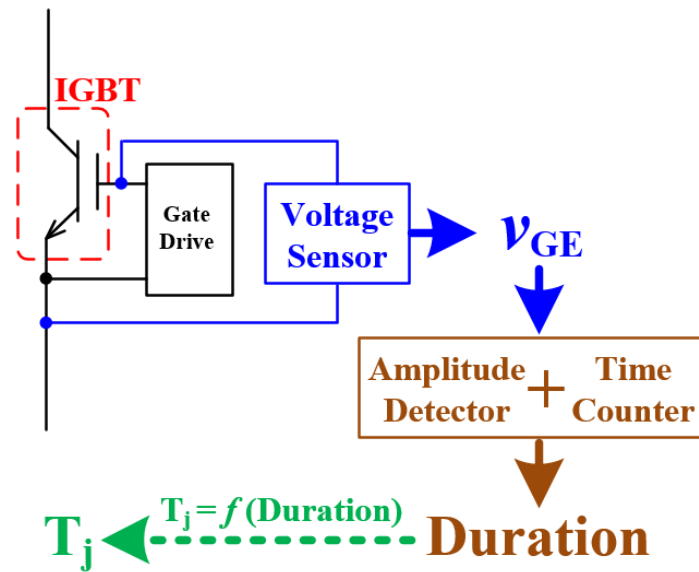 IGBT
Gate
Drive
Voltage
Sensor
vGE
Amplitude
Detector
+
Time
Counter
Tj = f (Duration)
Tj
Duration